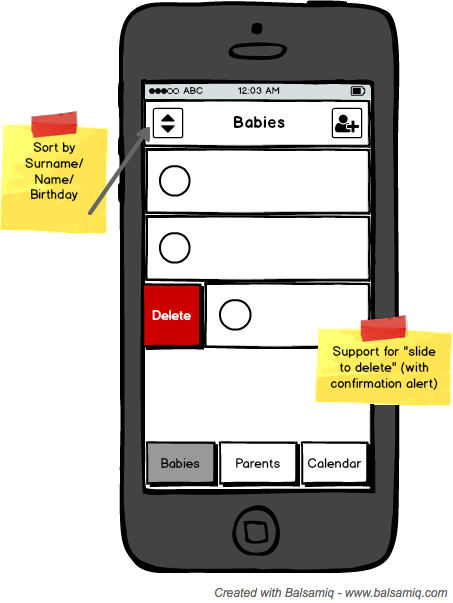 ABC 12:03 AM
Babies
Sort by
Surname/
Name/
Birthday
Delete
Support for "slide
to delete" (with
confirmation alert)
Babies Parents Calendar
Created with Balsamiq - www.balsamiq.com